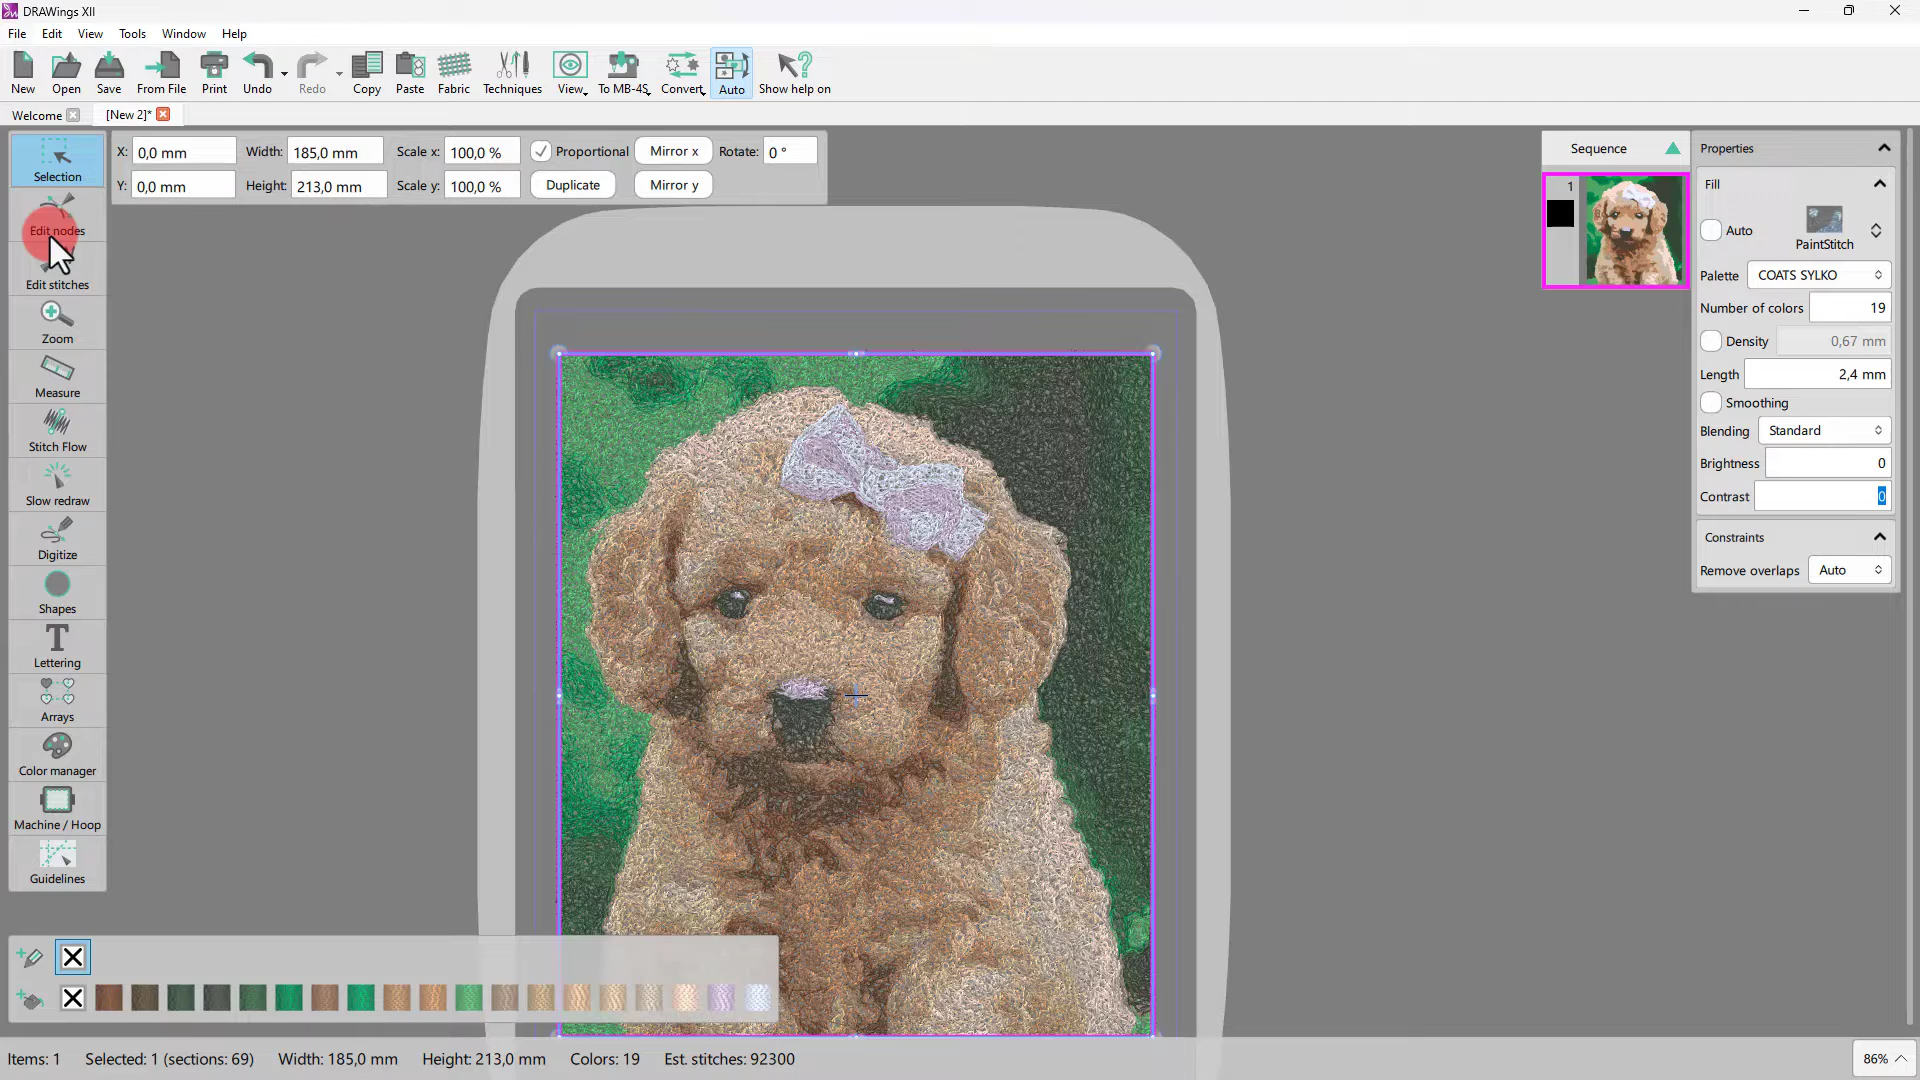 DRAWings XII
File Edit View Tools Window Help
New Open Save From File Print Undo Redo Copy Paste Fabric Techniques View To MB-4S Convert Auto Show help on
Welcome [New 2]*
Selection
Edit nodes
Edit stitches
Zoom
Measure
Stitch Flow
Slow redraw
Digitize
Shapes
Lettering
Arrays
Color manager
Machine / Hoop
Guidelines
X: 0,0 mm Width: 185,0 mm Scale x: 100,0 % Proportional Mirror x Rotate: 0 °
Y: 0,0 mm Height: 213,0 mm Scale y: 100,0 % Duplicate Mirror y
Sequence
1
Properties
Fill
Auto PaintStitch
Palette COATS SYLKO
Number of colors 19
Density 0,67 mm
Length 2,4 mm
Smoothing
Blending Standard
Brightness 0
Contrast 0
Constraints
Remove overlaps Auto
Items: 1 Selected: 1 (sections: 69) Width: 185,0 mm Height: 213,0 mm Colors: 19 Est. stitches: 92300 86%